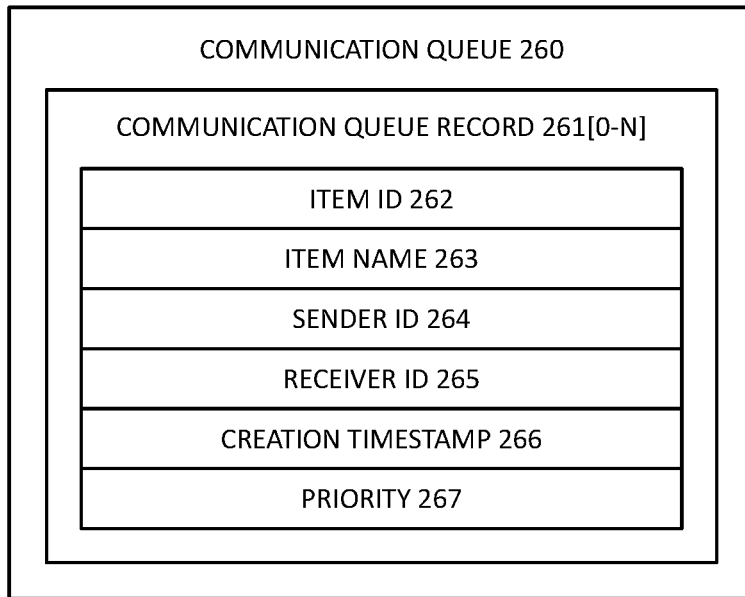 COMMUNICATION QUEUE 260
COMMUNICATION QUEUE RECORD 261[0-N]
ITEM ID 262
ITEM NAME 263
SENDER ID 264
RECEIVER ID 265
CREATION TIMESTAMP 266
PRIORITY 267